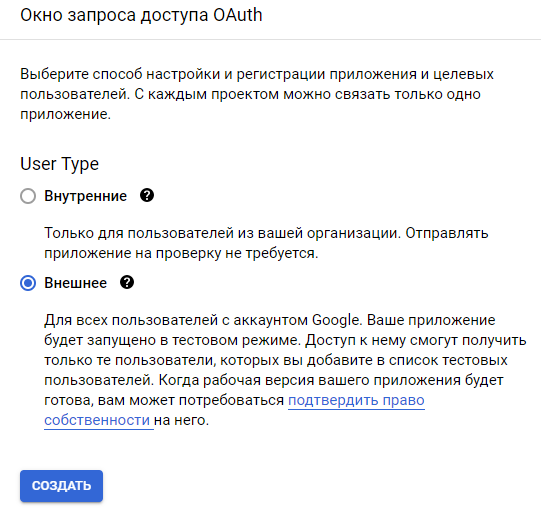 Окно запроса доступа OAuth
Выберите способ настройки и регистрации приложения и целевых
пользователей. С каждым проектом можно связать только одно
приложение.
User Type
Внутренние ?
Только для пользователей из вашей организации. Отправлять
приложение на проверку не требуется.
Внешнее ?
Для всех пользователей с аккаунтом Google. Ваше приложение
будет запущено в тестовом режиме. Доступ к нему смогут получить
только те пользователи, которых вы добавите в список тестовых
пользователей. Когда рабочая версия вашего приложения будет
готова, вам может потребоваться подтвердить право
собственности на него.
СОЗДАТЬ